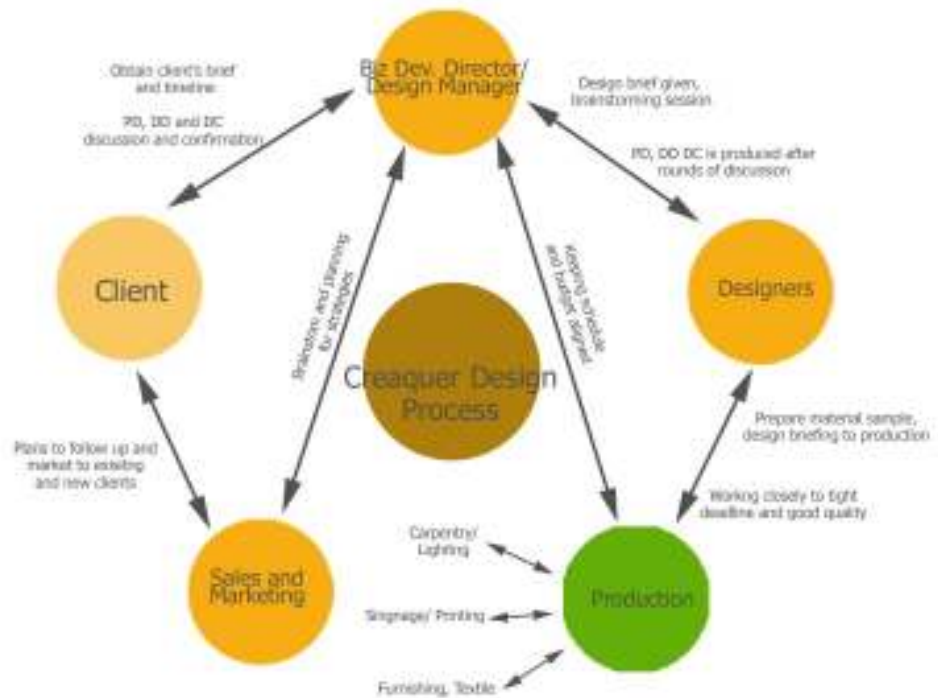 Biz Dev. Director/
Design Manager
Obtain client's brief
and timeline
PD, DD and DC
discussion and confirmation
Design brief given,
brainstorming session
PD, DD DC is produced after
rounds of discussion
Client
Designers
Brainstorm and planning
for strategies
Keeping schedule
and budget aligned
Creaquer Design
Process
Plans to follow up and
market to existing
and new clients
Prepare material sample,
design briefing to production
Working closely to tight
deadline and good quality
Sales and
Marketing
Carpentry/
Lighting
Singnage/ Printing
Furnishing, Textile
Production